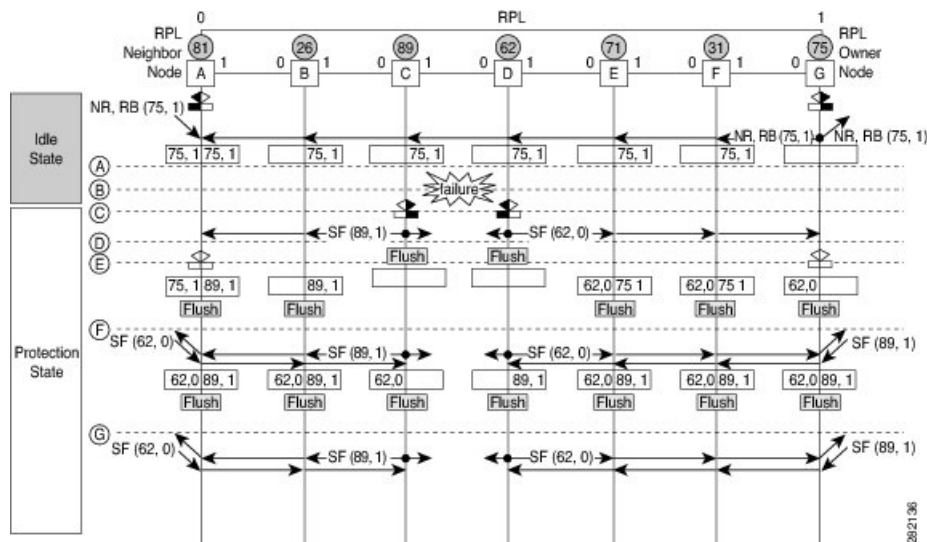 0 RPL 1
RPL Neighbor Node
81 26 89 62 71 31 75
RPL Owner Node
0 1 0 1 0 1 0 1 0 1 0
A B C D E F G
Idle State
NR, RB (75, 1)
NR, RB (75, 1)
NR, RB (75, 1)
75, 1 75, 1 75, 1 75, 1 75, 1 75, 1 75, 1
A
B
failure
Protection State
C
SF (89, 1) SF (62, 0)
D
Flush Flush
E
75, 1 89, 1 89, 1 62,0 75 1 62,0 75 1 62,0
Flush Flush Flush Flush Flush
F
SF (62, 0) SF (89, 1) SF (62, 0) SF (89, 1)
62,0 89, 1 62,0 89, 1 62,0 89, 1 62,0 89, 1 62,0 89, 1 62,0 89, 1
Flush Flush Flush Flush Flush Flush Flush
G
SF (62, 0) SF (89, 1) SF (62, 0) SF (89, 1)
282136